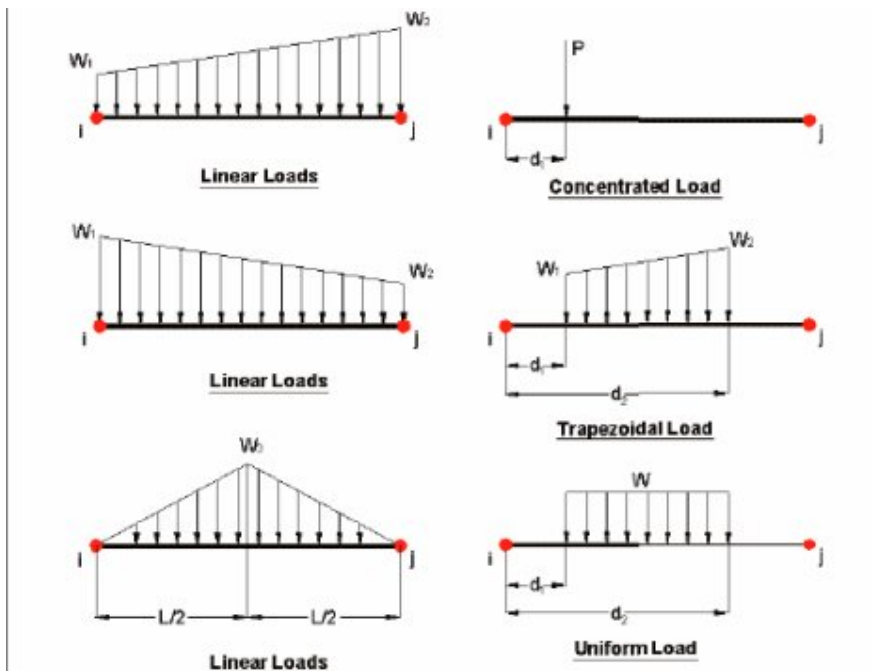 W₁
W₂
i
j
Linear Loads
P
i
j
d₁
Concentrated Load
W₁
W₂
i
j
Linear Loads
W₁
W₂
i
j
d₁
d₂
Trapezoidal Load
W₃
i
j
L/2
L/2
Linear Loads
W
i
j
d₁
d₂
Uniform Load